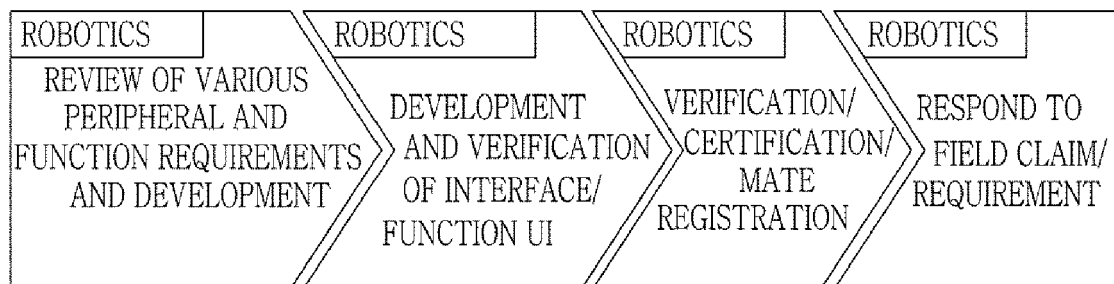 ROBOTICS
REVIEW OF VARIOUS
PERIPHERAL AND
FUNCTION REQUIREMENTS
AND DEVELOPMENT
ROBOTICS
DEVELOPMENT
AND VERIFICATION
OF INTERFACE/
FUNCTION UI
ROBOTICS
VERIFICATION/
CERTIFICATION/
MATE
REGISTRATION
ROBOTICS
RESPOND TO
FIELD CLAIM/
REQUIREMENT